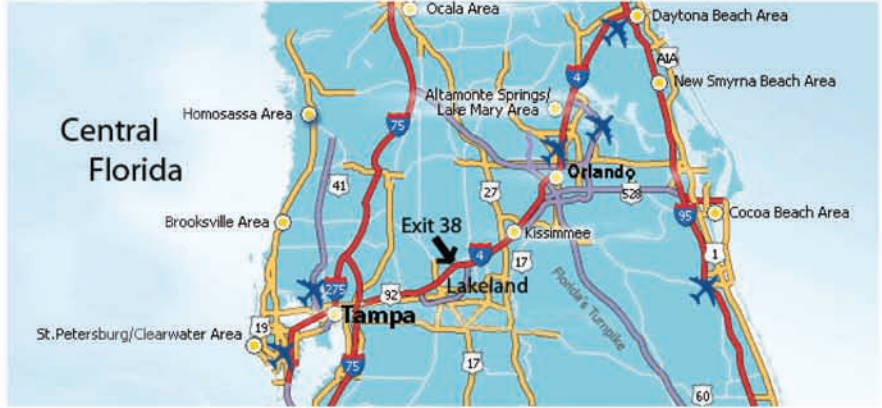 Ocala Area
Daytona Beach Area
A1A
4
New Smyrna Beach Area
Altamonte Springs/
Lake Mary Area
Homosassa Area
75
Central
Florida
Orlando
41
27
528
95
Cocoa Beach Area
Brooksville Area
Exit 38
Kissimmee
4
17
1
Lakeland
275
92
Florida's Turnpike
Tampa
19
St.Petersburg/Clearwater Area
75
17
60